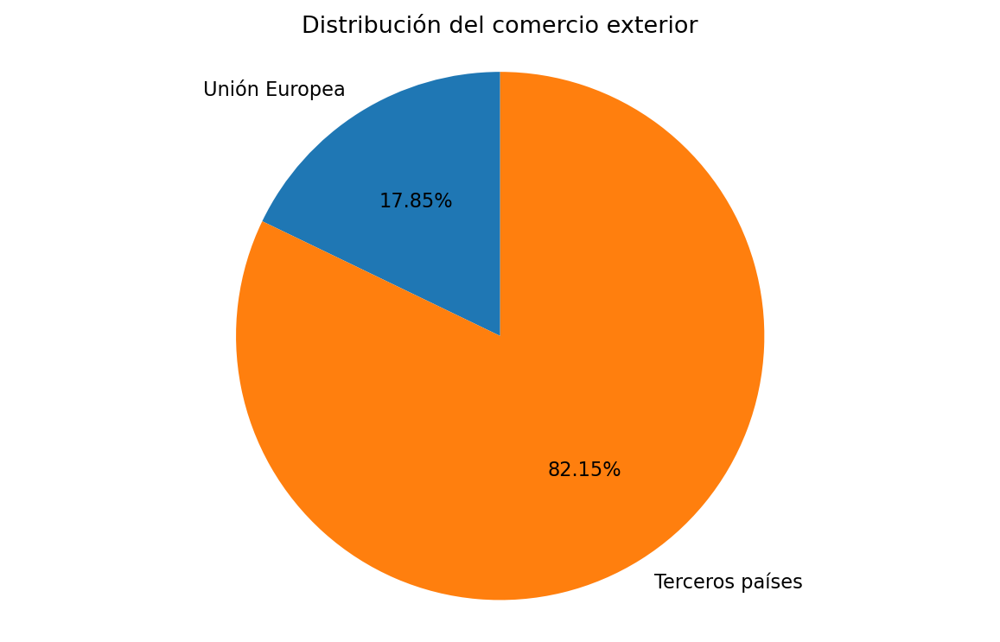 Distribución del comercio exterior
Unión Europea
17.85%
82.15%
Terceros países